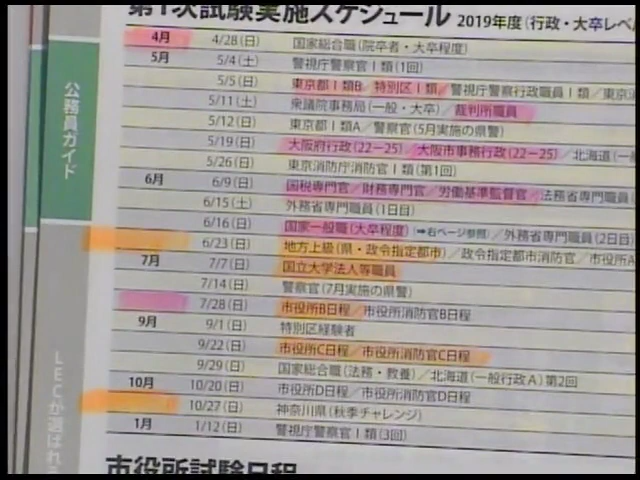 第1次試験実施スケジュール 2019年度(行政・大卒レベル
4月 4/28(日) 国家総合職(院卒者・大卒程度)
5月 5/4(土) 警視庁警察官Ⅰ類(1回)
5/5(日) 東京都Ⅰ類B/特別区Ⅰ類/警視庁警察行政職員Ⅰ類/東京消
5/11(土) 衆議院事務局(一般・大卒)/裁判所職員
5/12(日) 東京都Ⅰ類A/警察官(5月実施の県警)
5/19(日) 大阪府行政(22-25)/大阪市事務行政(22-25)/北海道(一般
5/26(日) 東京消防庁消防官Ⅰ類(第1回)
6月 6/9(日) 国税専門官/財務専門官/労働基準監督官/法務省専門職員
6/15(土) 外務省専門職員(1日目)
6/16(日) 国家一般職(大卒程度)(➡右ページ参照)/外務省専門職員(2日目)
6/23(日) 地方上級(県・政令指定都市)/政令指定都市消防官/市役所A
7月 7/7(日) 国立大学法人等職員
7/14(日) 警察官(7月実施の県警)
7/28(日) 市役所B日程/市役所消防官B日程
9月 9/1(日) 特別区経験者
9/22(日) 市役所C日程/市役所消防官C日程
9/29(日) 国家総合職(法務・教養)/北海道(一般行政A)第2回
10月 10/20(日) 市役所D日程/市役所消防官D日程
10/27(日) 神奈川県(秋季チャレンジ)
1月 1/12(日) 警視庁警察官Ⅰ類(3回)
市役所試験日程
公務員ガイド
LECが選ばれる